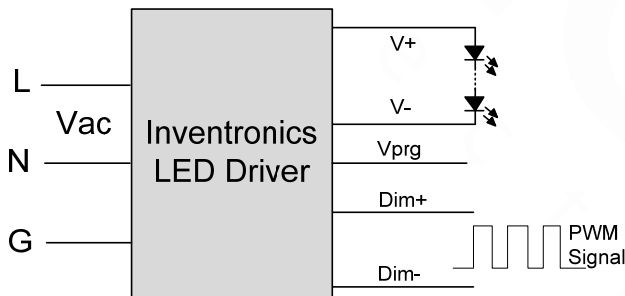 L
Vac
N
G
Inventronics
LED Driver
V+
V-
Vprg
Dim+
Dim-
PWM
Signal